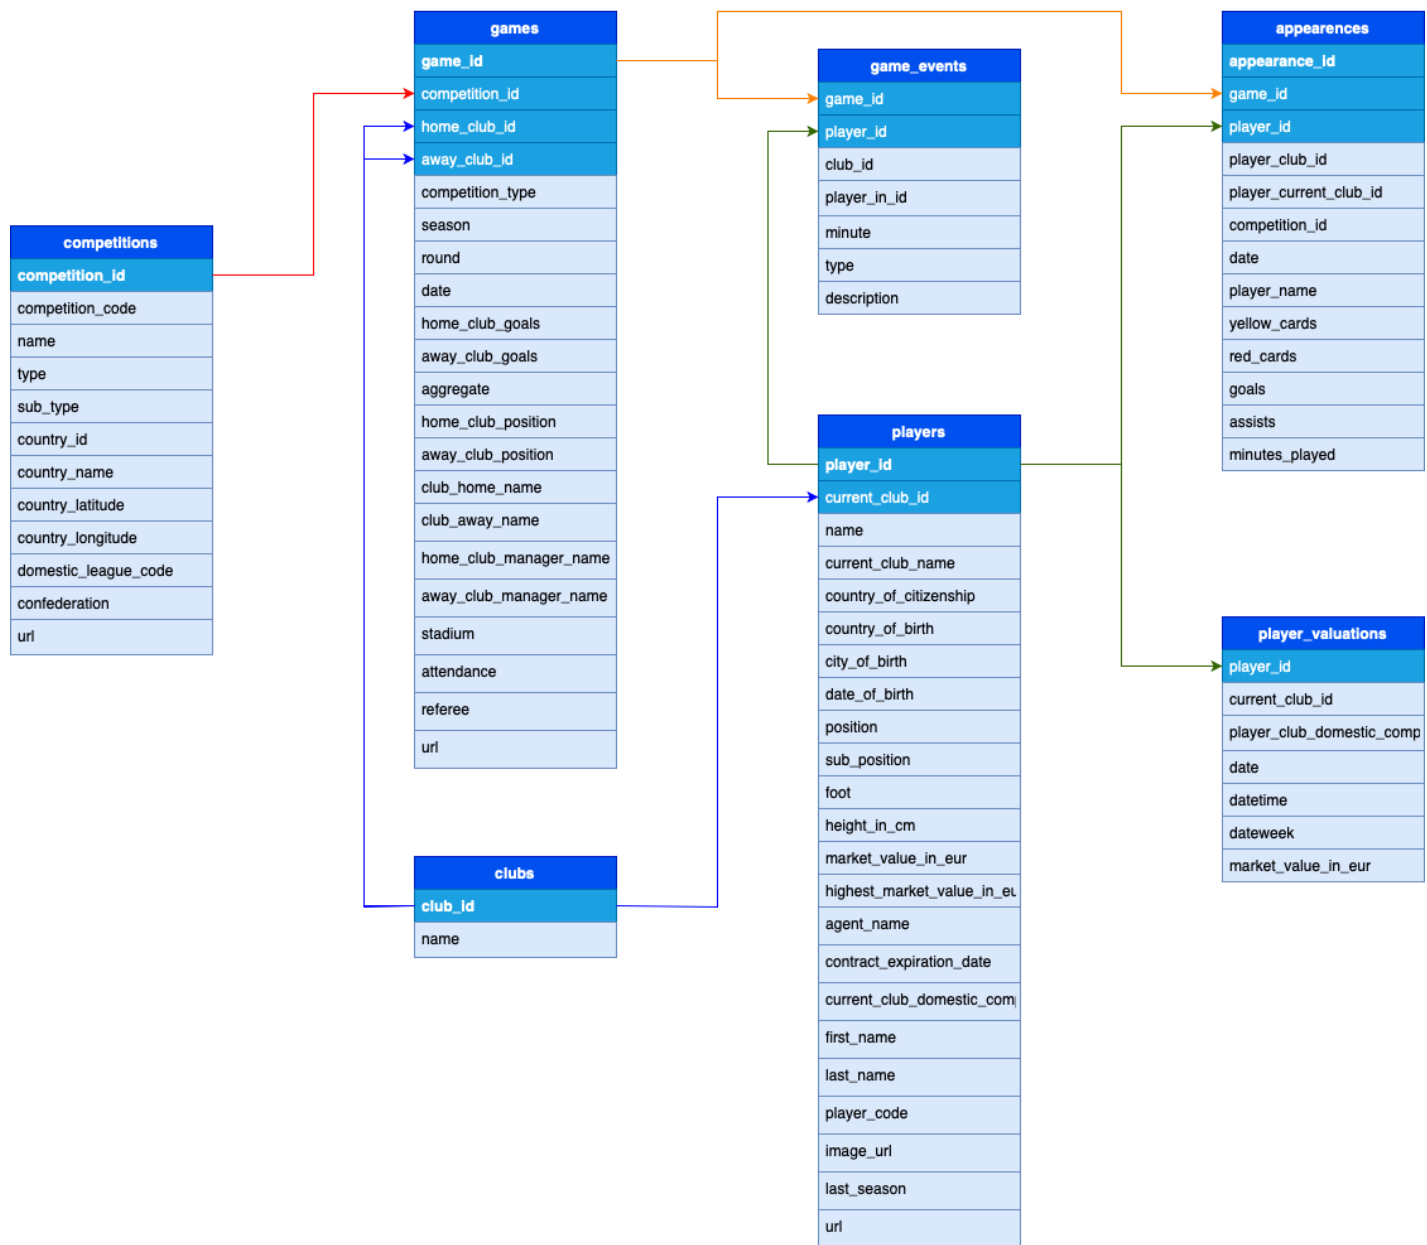 competitions
competition_id
competition_code
name
type
sub_type
country_id
country_name
country_latitude
country_longitude
domestic_league_code
confederation
url
games
game_id
competition_id
home_club_id
away_club_id
competition_type
season
round
date
home_club_goals
away_club_goals
aggregate
home_club_position
away_club_position
club_home_name
club_away_name
home_club_manager_name
away_club_manager_name
stadium
attendance
referee
url
clubs
club_id
name
game_events
game_id
player_id
club_id
player_in_id
minute
type
description
players
player_id
current_club_id
name
current_club_name
country_of_citizenship
country_of_birth
city_of_birth
date_of_birth
position
sub_position
foot
height_in_cm
market_value_in_eur
highest_market_value_in_eu
agent_name
contract_expiration_date
current_club_domestic_com
first_name
last_name
player_code
image_url
last_season
url
appearences
appearance_id
game_id
player_id
player_club_id
player_current_club_id
competition_id
date
player_name
yellow_cards
red_cards
goals
assists
minutes_played
player_valuations
player_id
current_club_id
player_club_domestic_comp
date
datetime
dateweek
market_value_in_eur